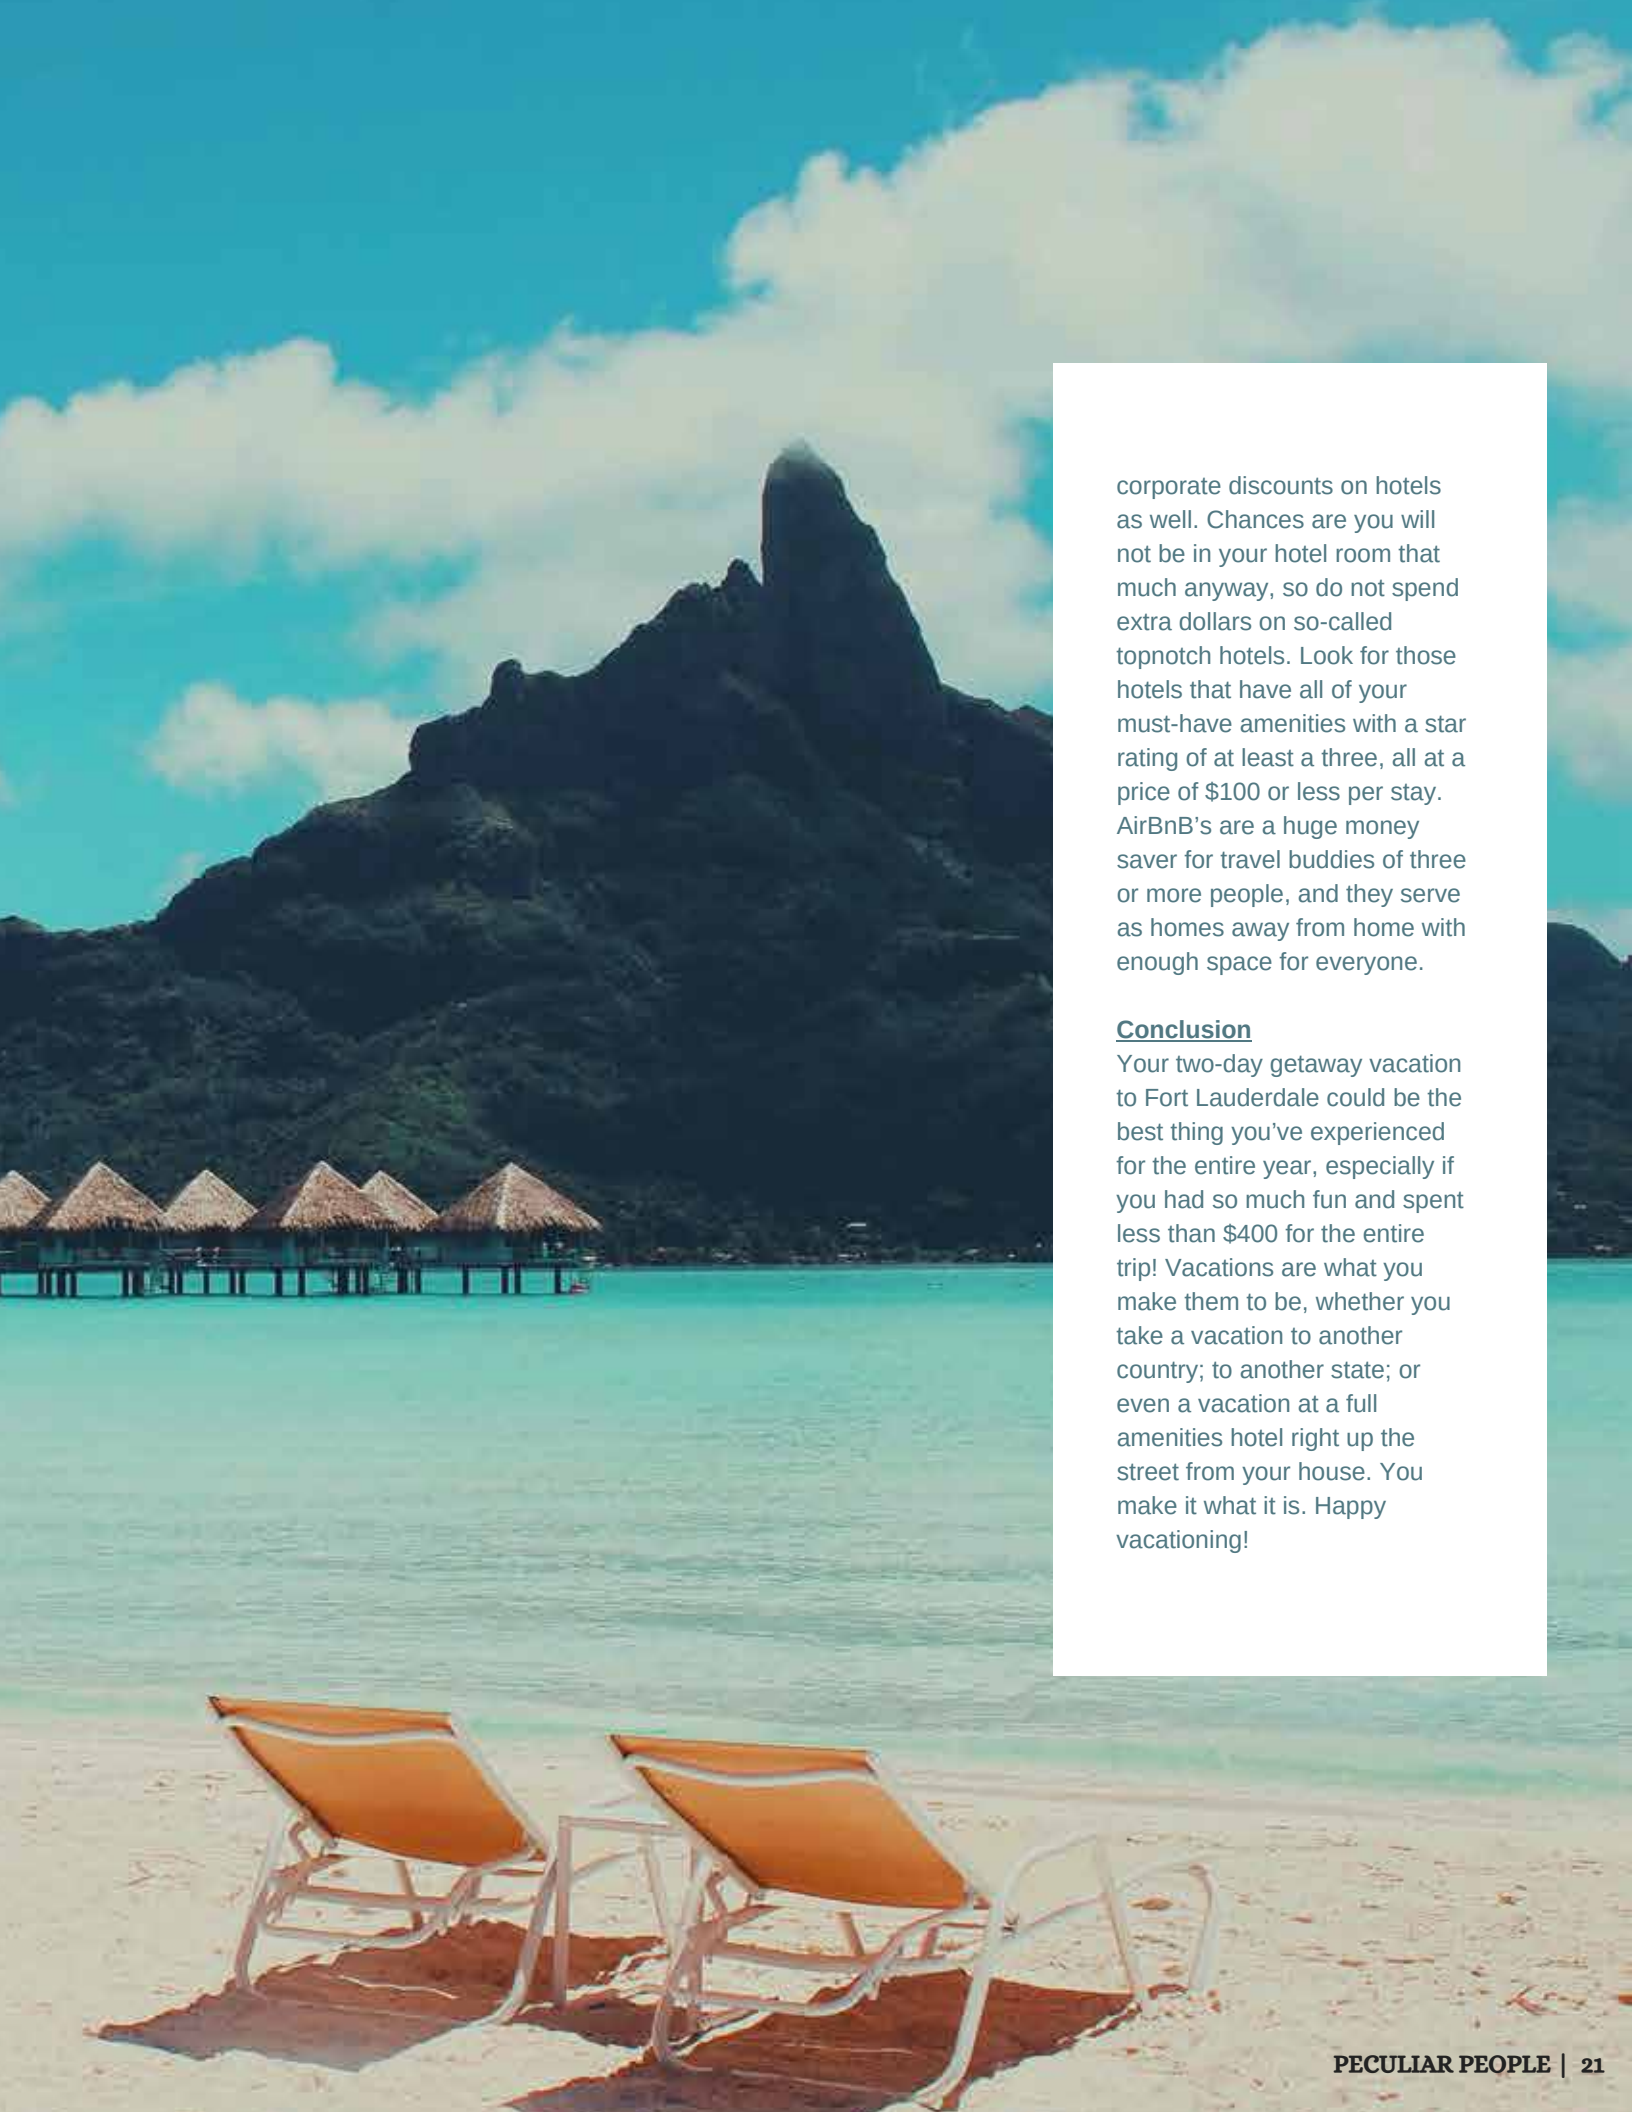 corporate discounts on hotels
as well. Chances are you will
not be in your hotel room that
much anyway, so do not spend
extra dollars on so-called
topnotch hotels. Look for those
hotels that have all of your
must-have amenities with a star
rating of at least a three, all at a
price of $100 or less per stay.
AirBnB’s are a huge money
saver for travel buddies of three
or more people, and they serve
as homes away from home with
enough space for everyone.
Conclusion
Your two-day getaway vacation
to Fort Lauderdale could be the
best thing you’ve experienced
for the entire year, especially if
you had so much fun and spent
less than $400 for the entire
trip! Vacations are what you
make them to be, whether you
take a vacation to another
country; to another state; or
even a vacation at a full
amenities hotel right up the
street from your house. You
make it what it is. Happy
vacationing!
PECULIAR PEOPLE | 21